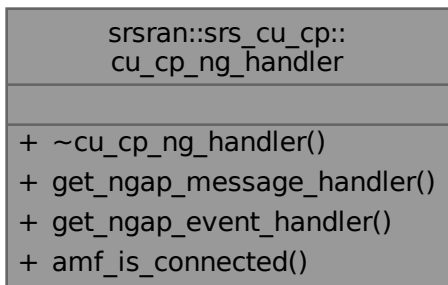 srsran::srs_cu_cp::
cu_cp_ng_handler
+ ~cu_cp_ng_handler()
+ get_ngap_message_handler()
+ get_ngap_event_handler()
+ amf_is_connected()